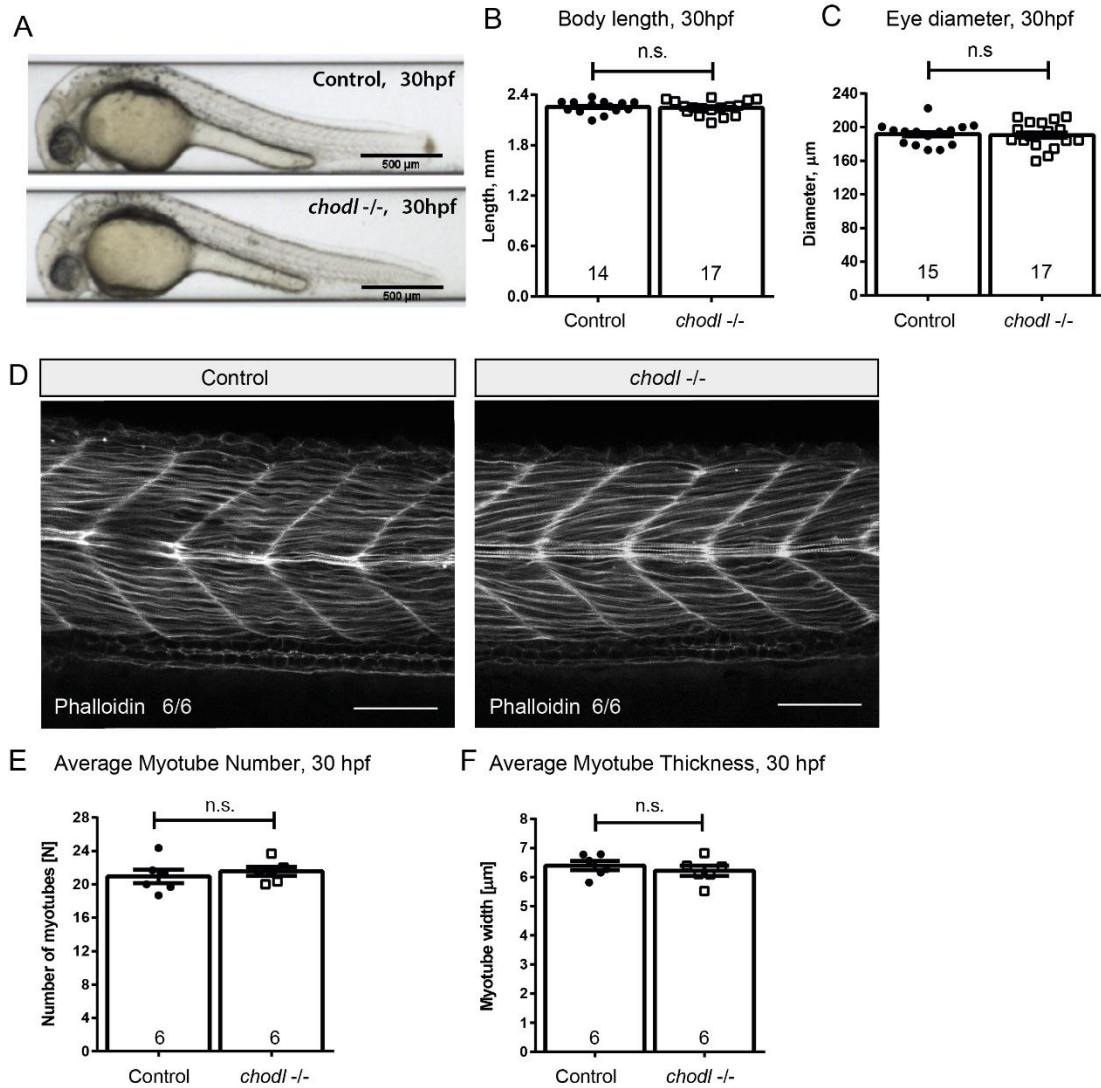 A
Control, 30hpf
500 µm
chodl -/-, 30hpf
500 µm
B Body length, 30hpf
n.s.
Length, mm
2.4
1.8
1.2
0.6
0.0
14
17
Control
chodl -/-
C Eye diameter, 30hpf
n.s
Diameter, µm
240
200
160
120
80
40
0
15
17
Control
chodl -/-
D
Control
chodl -/-
Phalloidin 6/6
Phalloidin 6/6
E Average Myotube Number, 30 hpf
n.s.
Number of myotubes [N]
28
24
20
16
12
8
4
0
6
6
Control
chodl -/-
F Average Myotube Thickness, 30 hpf
n.s.
Myotube width [µm]
8
7
6
5
4
3
2
1
0
6
6
Control
chodl -/-